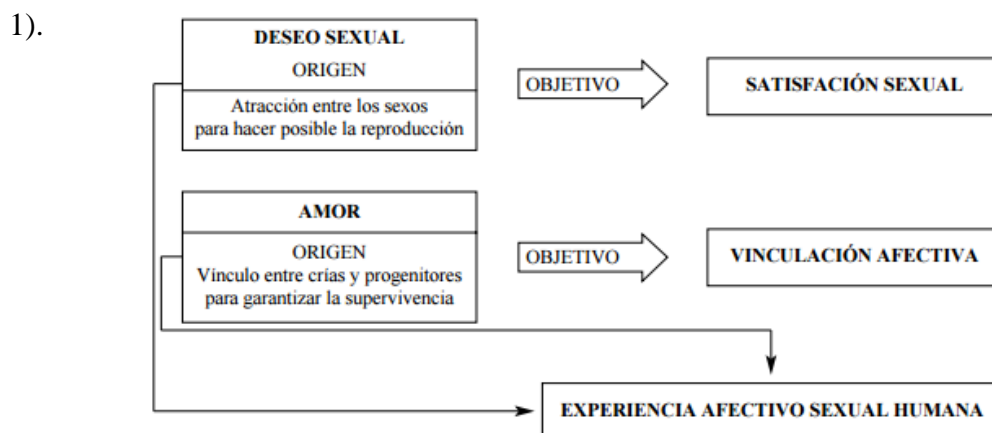 1).
DESEO SEXUAL
ORIGEN
Atracción entre los sexos
para hacer posible la reproducción
OBJETIVO
SATISFACIÓN SEXUAL
AMOR
ORIGEN
Vínculo entre crías y progenitores
para garantizar la supervivencia
OBJETIVO
VINCULACIÓN AFECTIVA
EXPERIENCIA AFECTIVO SEXUAL HUMANA